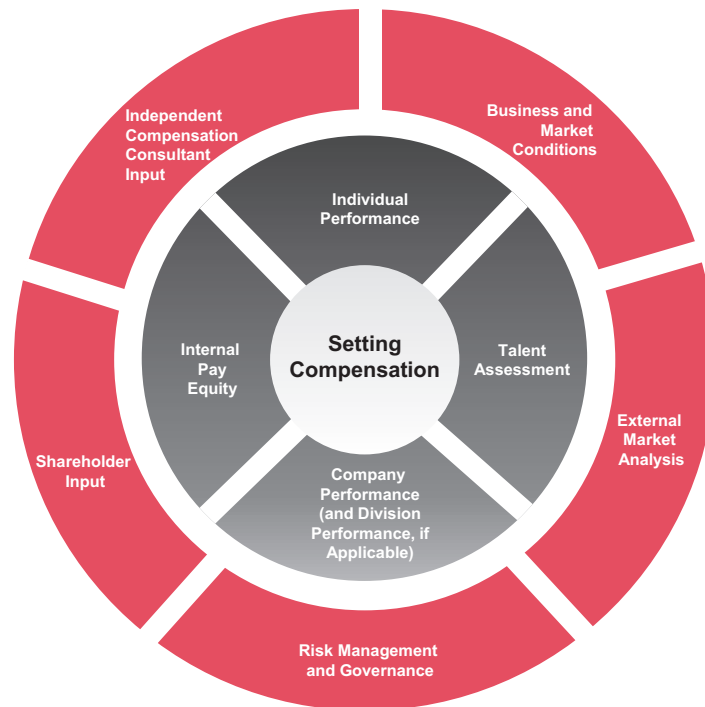 Independent
Compensation
Consultant
Input
Business and
Market
Conditions
Individual
Performance
Internal
Pay
Equity
Setting
Compensation
Talent
Assessment
External
Market
Analysis
Shareholder
Input
Company
Performance
(and Division
Performance, if
Applicable)
Risk Management
and Governance